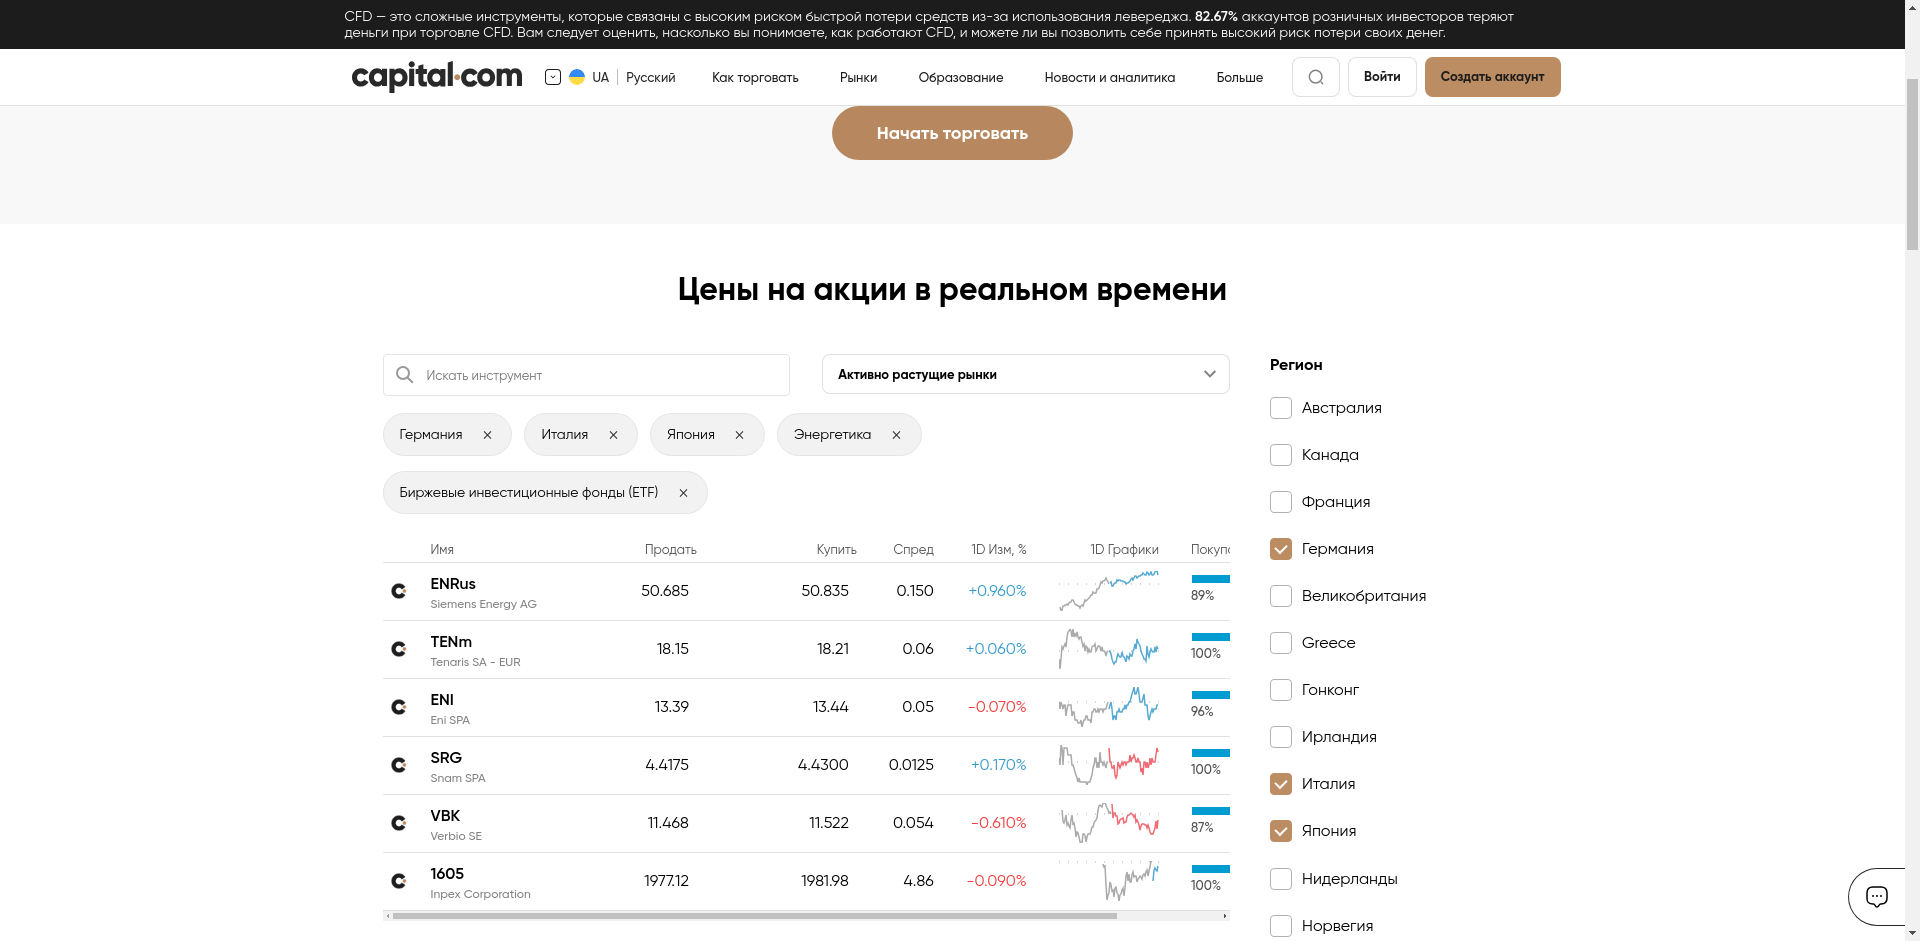 CFD — это сложные инструменты, которые связаны с высоким риском быстрой потери средств из-за использования левереджа. 82.67% аккаунтов розничных инвесторов теряют
деньги при торговле CFD. Вам следует оценить, насколько вы понимаете, как работают CFD, и можете ли вы позволить себе принять высокий риск потери своих денег.
capital.com UA Русский Как торговать Рынки Образование Новости и аналитика Больше Войти Создать аккаунт
Начать торговать
Цены на акции в реальном времени
Искать инструмент Активно растущие рынки
Германия Италия Япония Энергетика
Биржевые инвестиционные фонды (ETF)
Имя Продать Купить Спред 1D Изм, % 1D Графики
ENRus 50.685 50.835 0.150 +0.960% 89%
Siemens Energy AG
TENm 18.15 18.21 0.06 +0.060% 100%
Tenaris SA - EUR
ENI 13.39 13.44 0.05 -0.070% 96%
Eni SPA
SRG 4.4175 4.4300 0.0125 +0.170% 100%
Snam SPA
VBK 11.468 11.522 0.054 -0.610% 87%
Verbio SE
1605 1977.12 1981.98 4.86 -0.090% 100%
Inpex Corporation
Регион
Австралия
Канада
Франция
Германия
Великобритания
Greece
Гонконг
Ирландия
Италия
Япония
Нидерланды
Норвегия